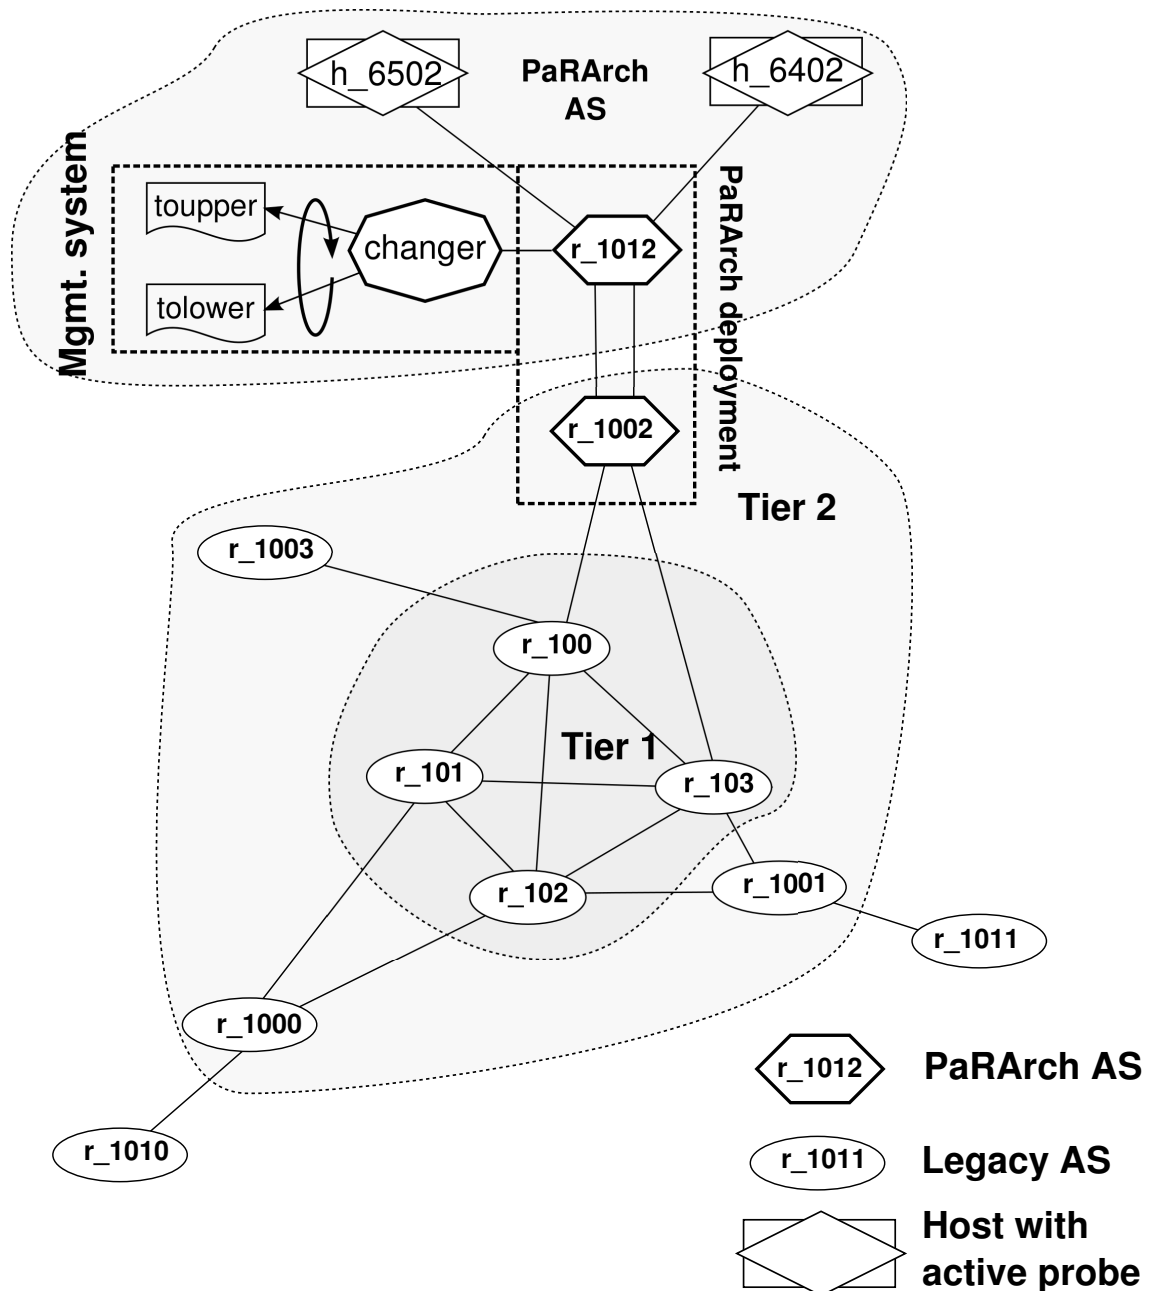 h_6502
PaRArch
AS
h_6402
Mgmt. system
toupper
changer
tolower
r_1012
PaRArch deployment
r_1002
Tier 2
r_1003
r_100
Tier 1
r_101
r_103
r_102
r_1001
r_1011
r_1000
r_1010
r_1012
PaRArch AS
r_1011
Legacy AS
Host with
active probe